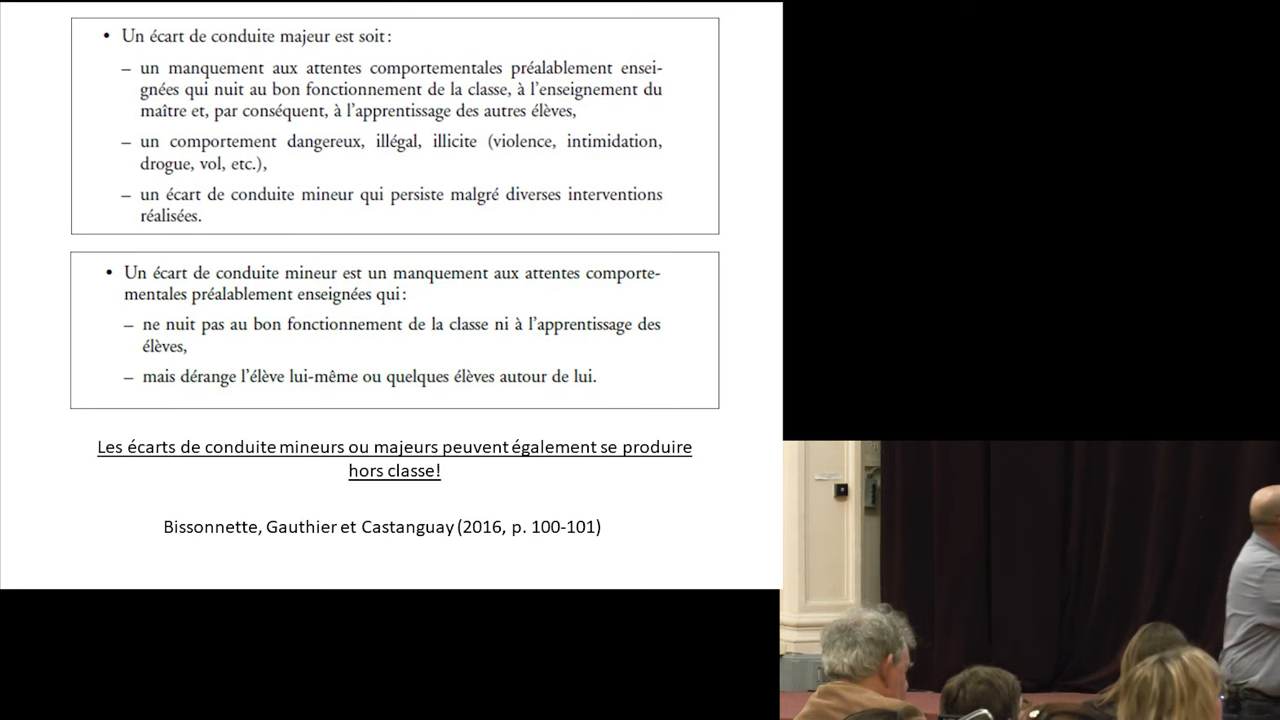 • Un écart de conduite majeur est soit :
– un manquement aux attentes comportementales préalablement ensei-
gnées qui nuit au bon fonctionnement de la classe, à l'enseignement du
maître et, par conséquent, à l'apprentissage des autres élèves,
– un comportement dangereux, illégal, illicite (violence, intimidation,
drogue, vol, etc.),
– un écart de conduite mineur qui persiste malgré diverses interventions
réalisées.
• Un écart de conduite mineur est un manquement aux attentes comporte-
mentales préalablement enseignées qui :
– ne nuit pas au bon fonctionnement de la classe ni à l'apprentissage des
élèves,
– mais dérange l'élève lui-même ou quelques élèves autour de lui.
Les écarts de conduite mineurs ou majeurs peuvent également se produire
hors classe!
Bissonnette, Gauthier et Castanguay (2016, p. 100-101)